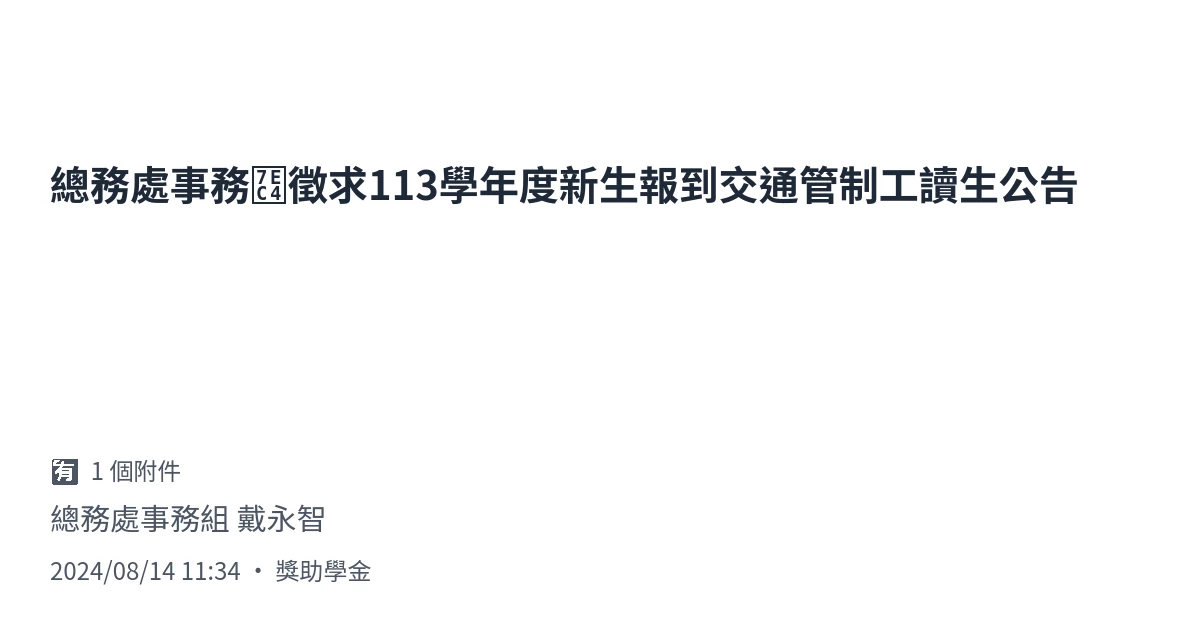 總務處事務组徵求113學年度新生報到交通管制工讀生公告
🈶 1 個附件
總務處事務組 戴永智
2024/08/14 11:34 • 獎助學金